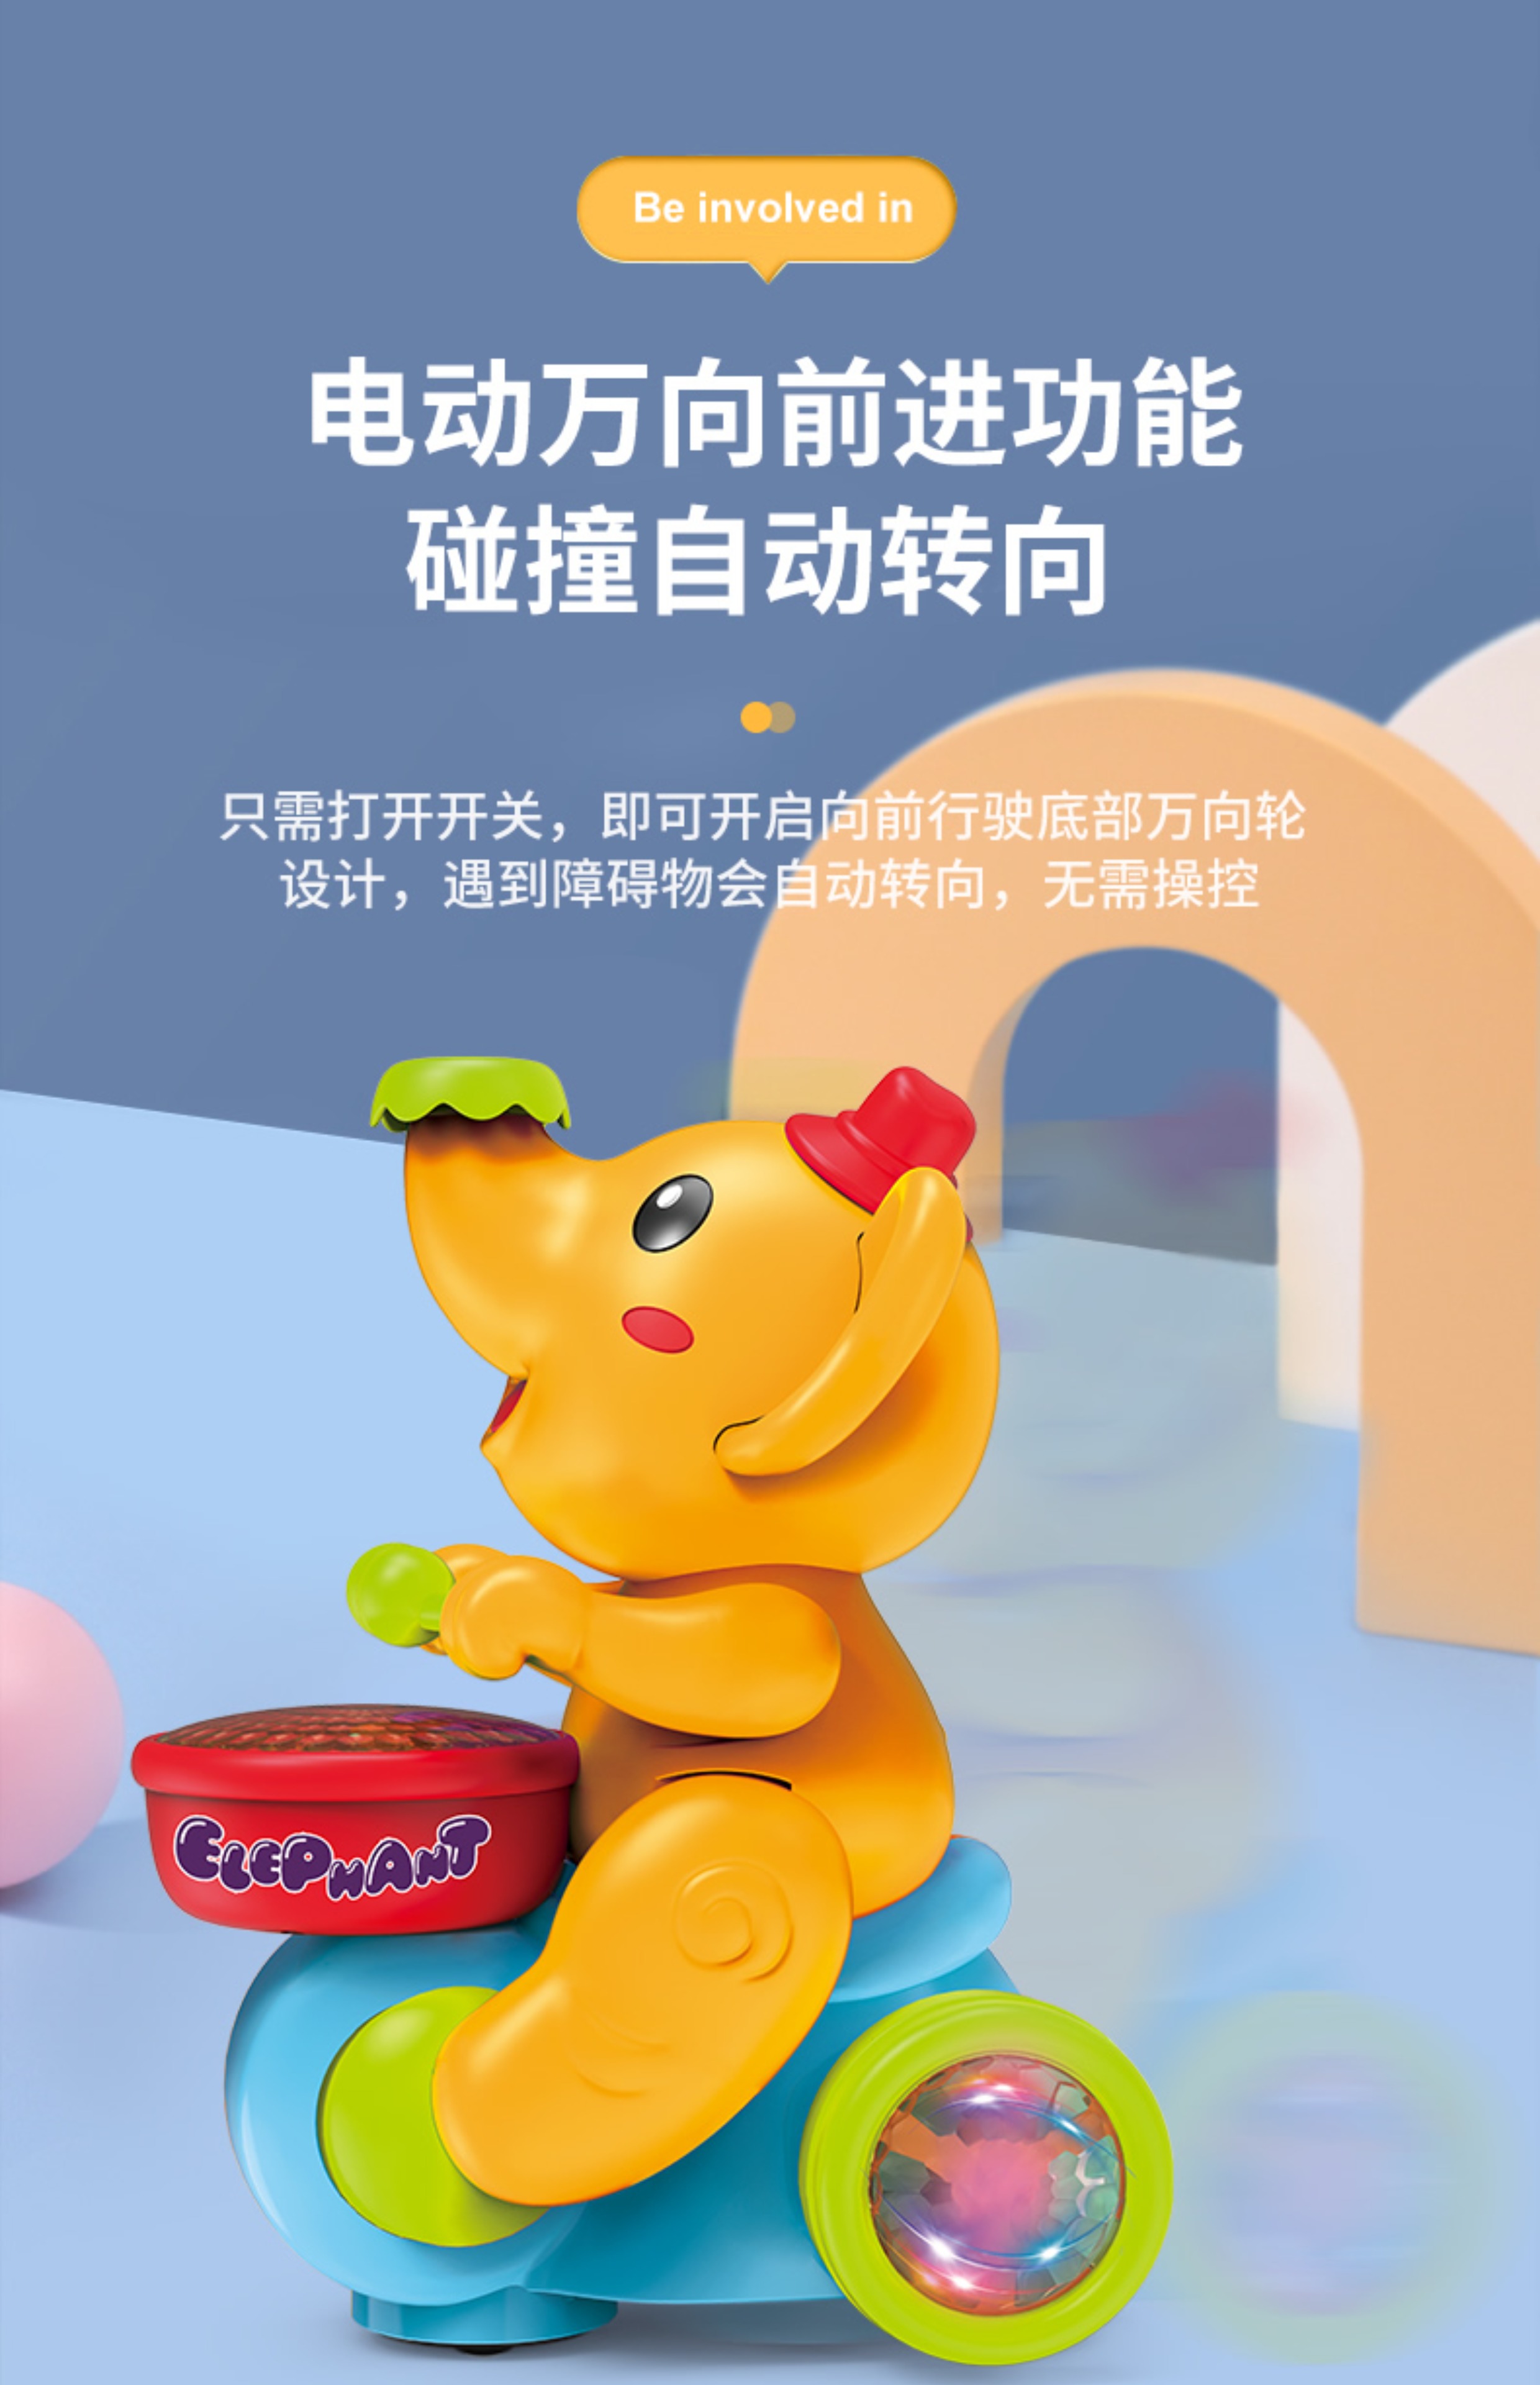 Be involved in
电动万向前进功能
碰撞自动转向
只需打开开关，即可开启向前行驶底部万向轮
设计，遇到障碍物会自动转向，无需操控
ELEPHANT